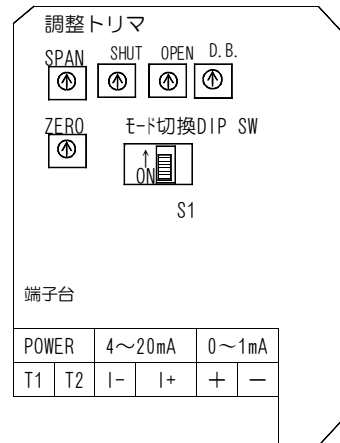 調整トリマ
SPAN SHUT OPEN D.B.
ZERO モード切換DIP SW
↑
ON
S1
端子台
POWER 4～20mA 0～1mA
T1 T2 I- I+ + －